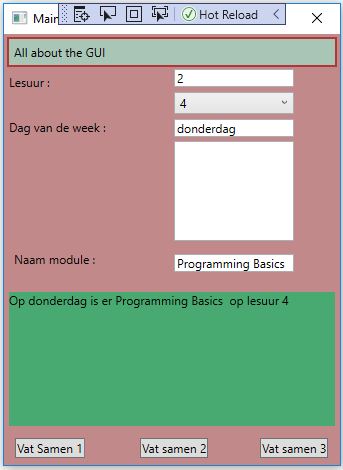 Main
Hot Reload
All about the GUI
Lesuur :
2
4
Dag van de week :
donderdag
Naam module :
Programming Basics
Op donderdag is er Programming Basics  op lesuur 4
Vat Samen 1
Vat samen 2
Vat samen 3